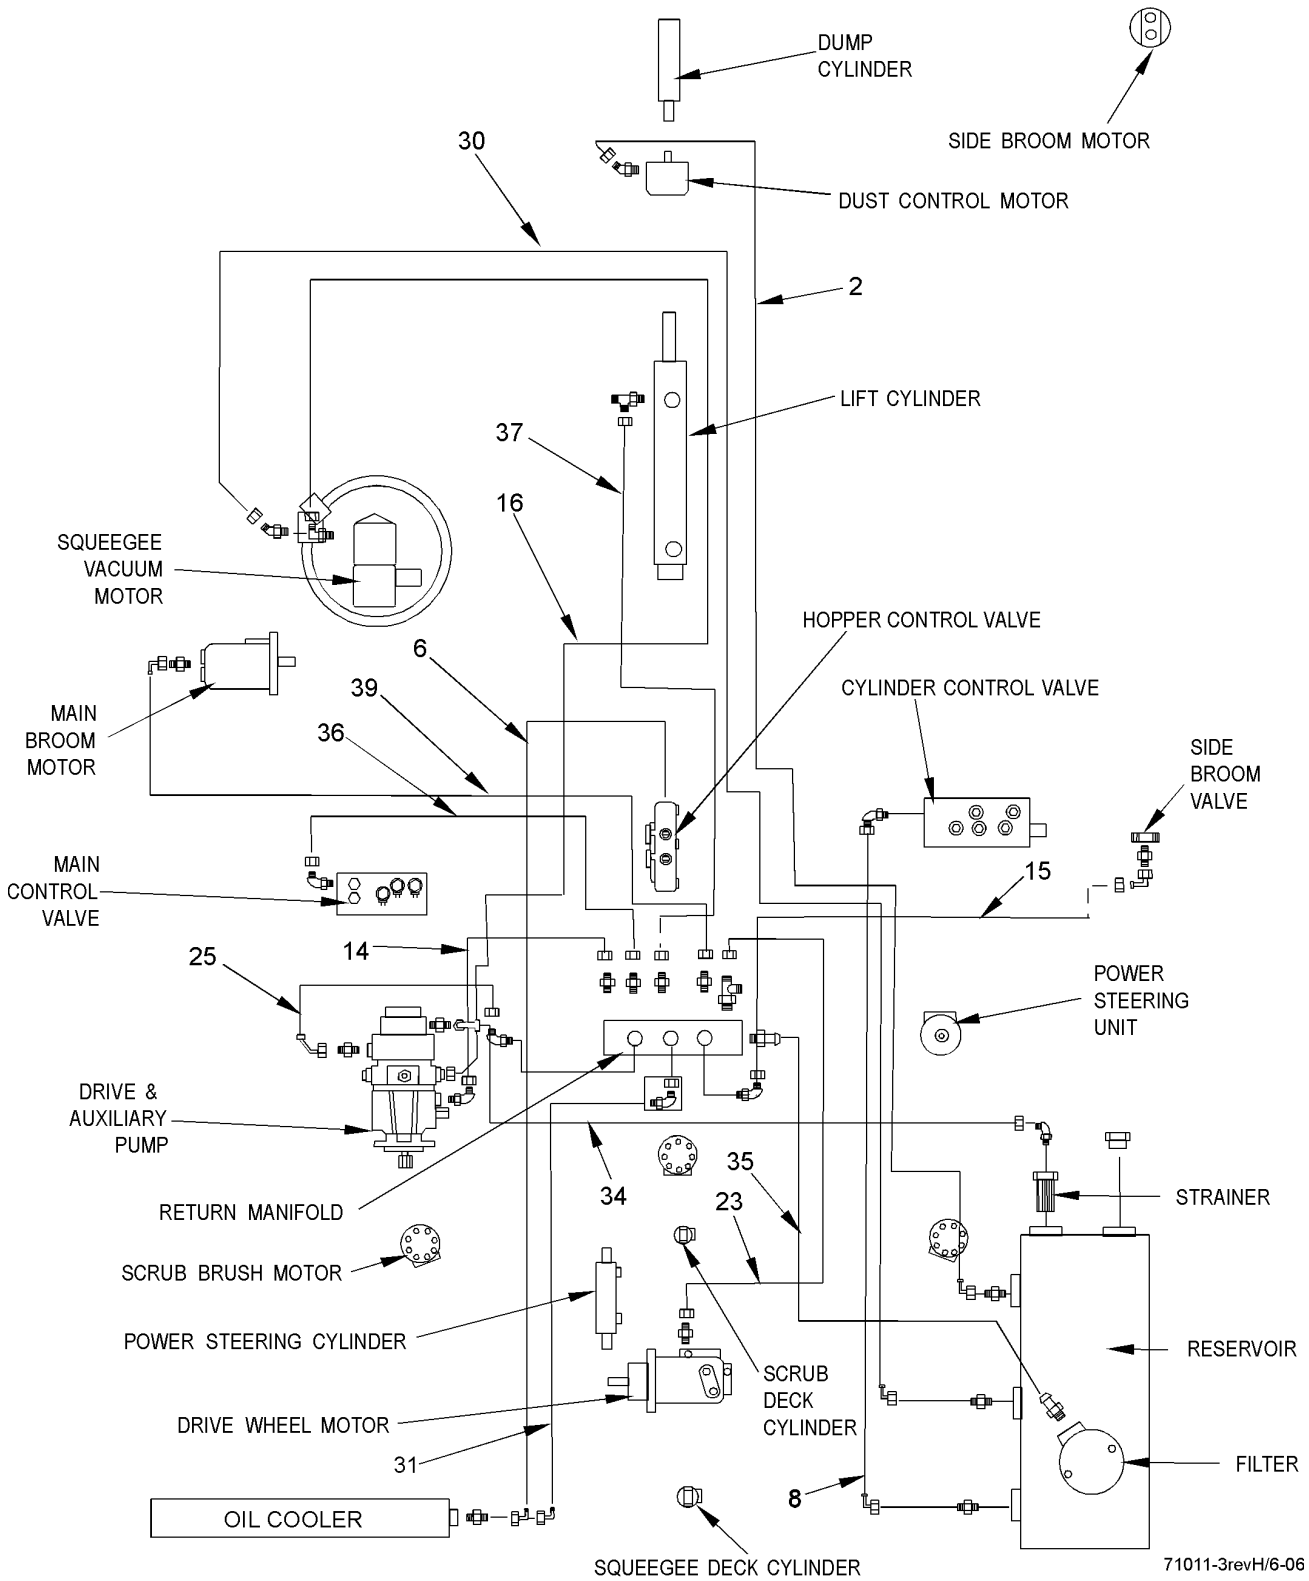 DUMP
CYLINDER
SIDE BROOM MOTOR
30
DUST CONTROL MOTOR
2
LIFT CYLINDER
37
16
SQUEEGEE
VACUUM
MOTOR
HOPPER CONTROL VALVE
6
39
CYLINDER CONTROL VALVE
MAIN
BROOM
MOTOR
36
SIDE
BROOM
VALVE
MAIN
CONTROL
VALVE
15
14
25
POWER
STEERING
UNIT
DRIVE &
AUXILIARY
PUMP
34
35
23
STRAINER
RETURN MANIFOLD
SCRUB BRUSH MOTOR
POWER STEERING CYLINDER
RESERVOIR
SCRUB
DECK
CYLINDER
DRIVE WHEEL MOTOR
31
FILTER
8
OIL COOLER
SQUEEGEE DECK CYLINDER
71011-3revH/6-06